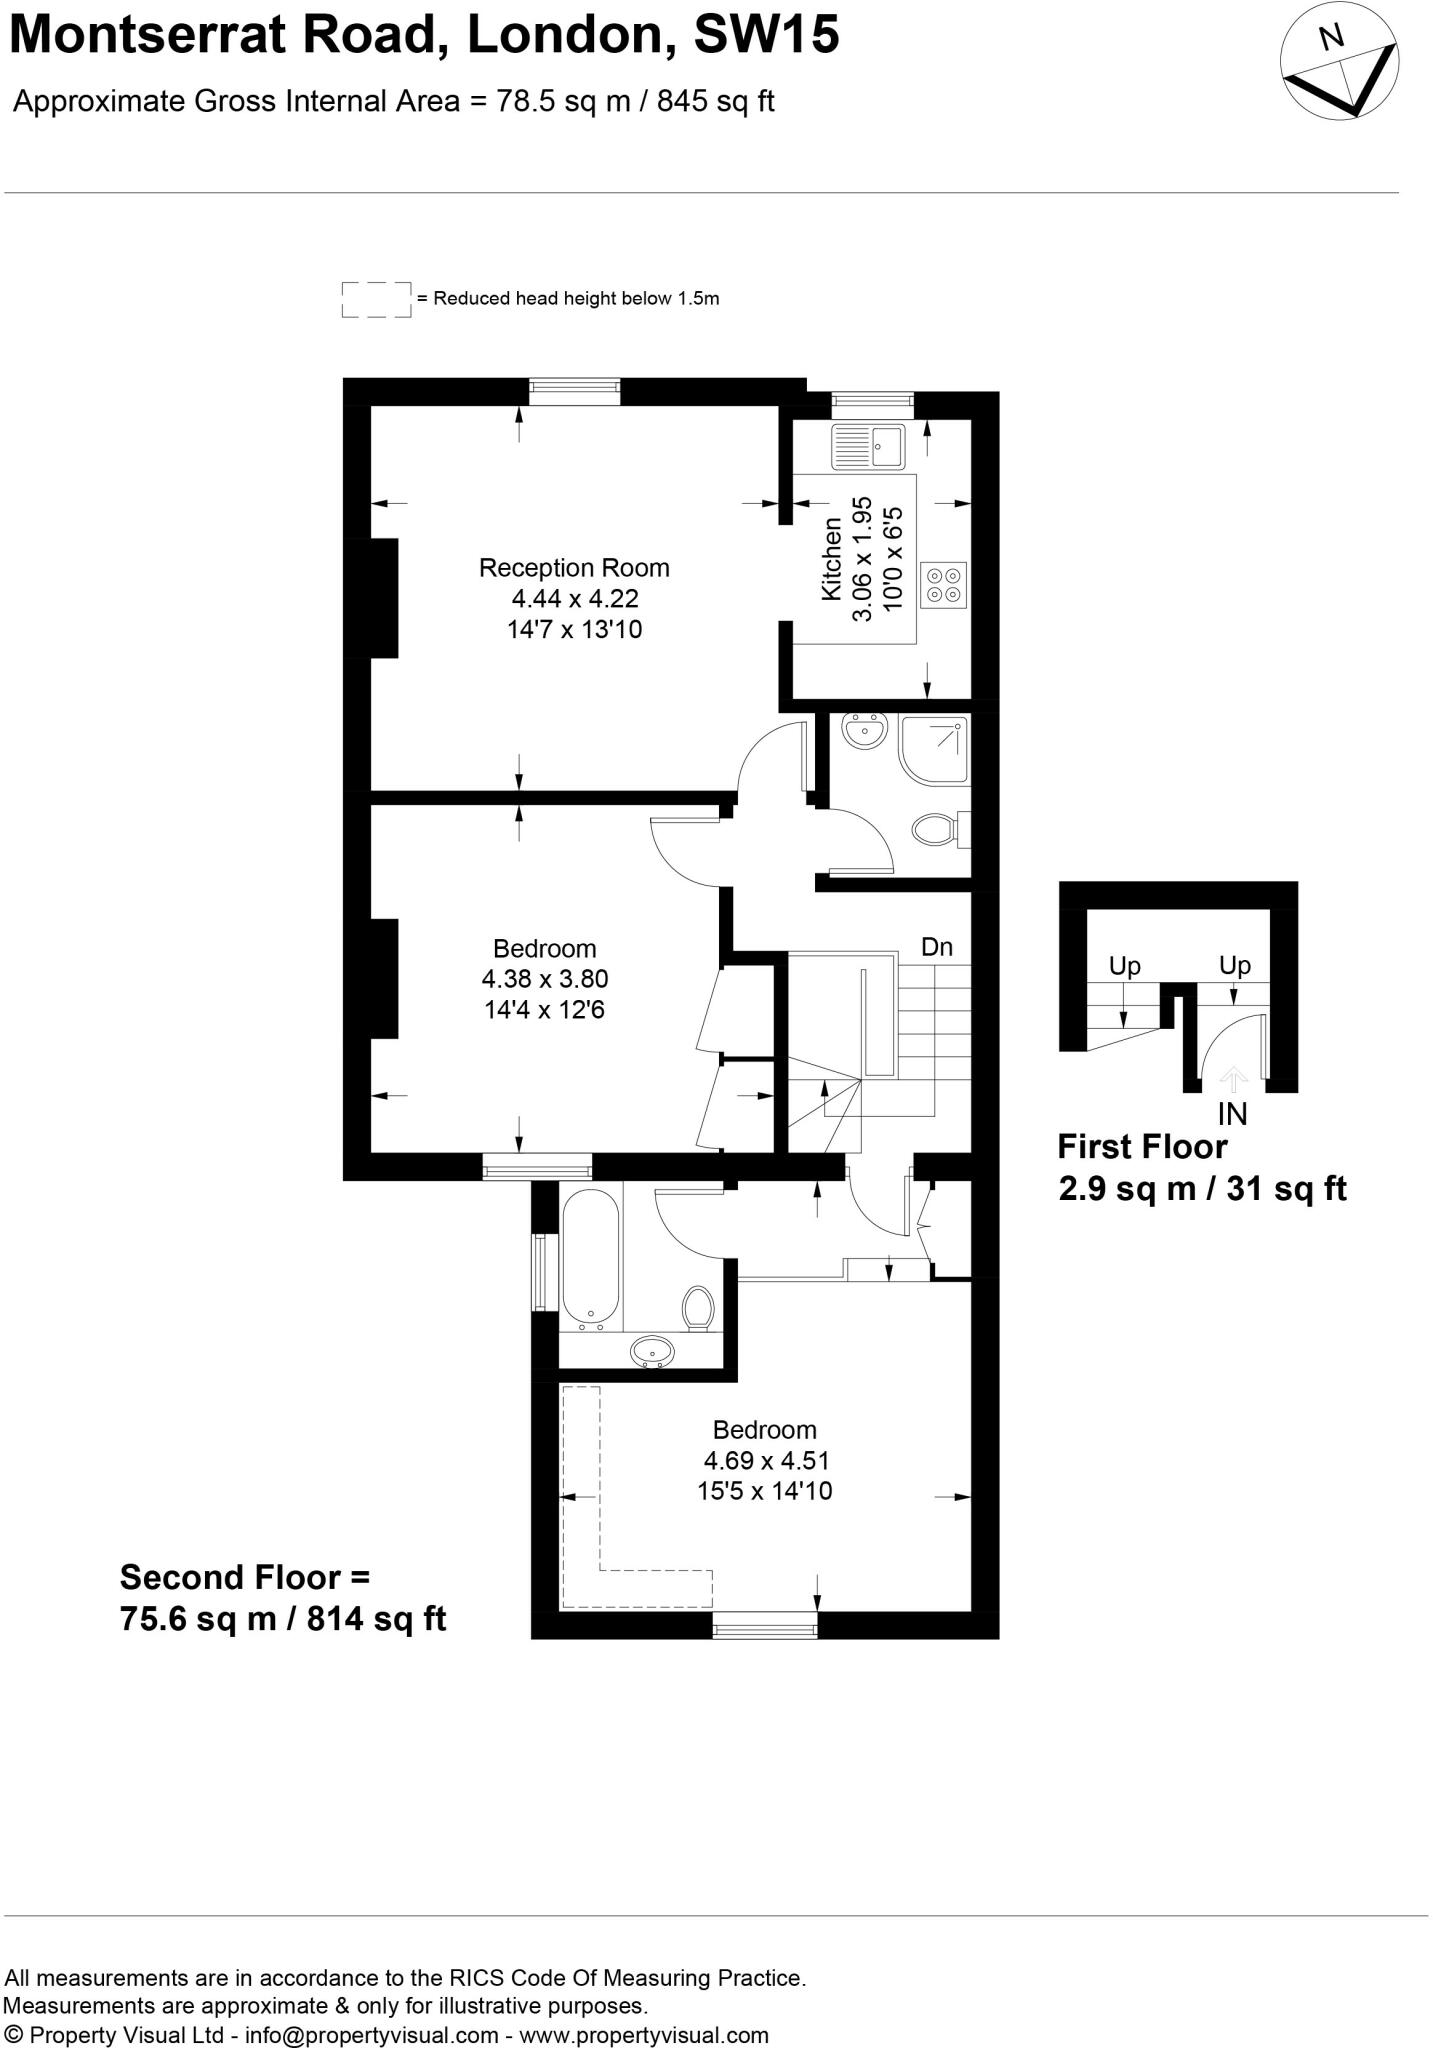 Montserrat Road, London, SW15
Approximate Gross Internal Area = 78.5 sq m / 845 sq ft
N
= Reduced head height below 1.5m
Reception Room
4.44 x 4.22
14'7 x 13'10
Kitchen
3.06 x 1.95
10'0 x 6'5
Bedroom
4.38 x 3.80
14'4 x 12'6
Dn
Up
Up
IN
First Floor
2.9 sq m / 31 sq ft
Bedroom
4.69 x 4.51
15'5 x 14'10
Second Floor =
75.6 sq m / 814 sq ft
All measurements are in accordance to the RICS Code Of Measuring Practice.
Measurements are approximate & only for illustrative purposes.
© Property Visual Ltd - info@propertyvisual.com - www.propertyvisual.com